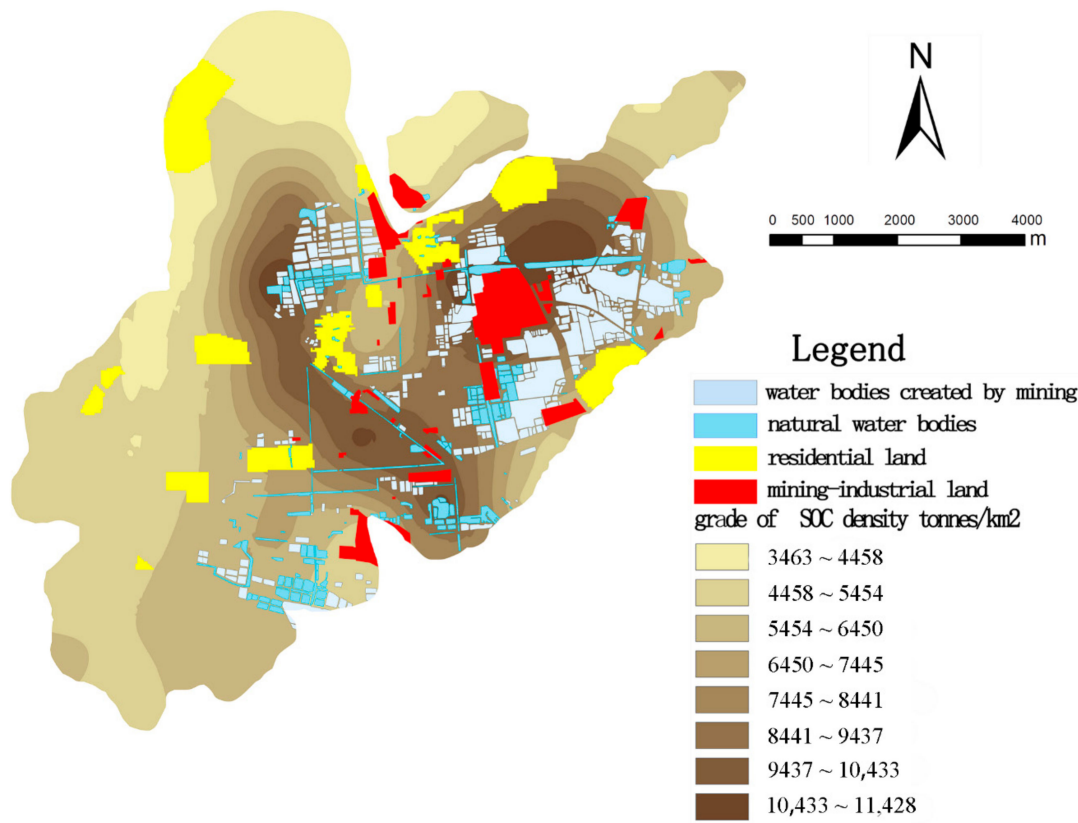 N
0 500 1000 2000 3000 4000
m
Legend
water bodies created by mining
natural water bodies
residential land
mining-industrial land
grade of SOC density tonnes/km2
3463 ~ 4458
4458 ~ 5454
5454 ~ 6450
6450 ~ 7445
7445 ~ 8441
8441 ~ 9437
9437 ~ 10,433
10,433 ~ 11,428